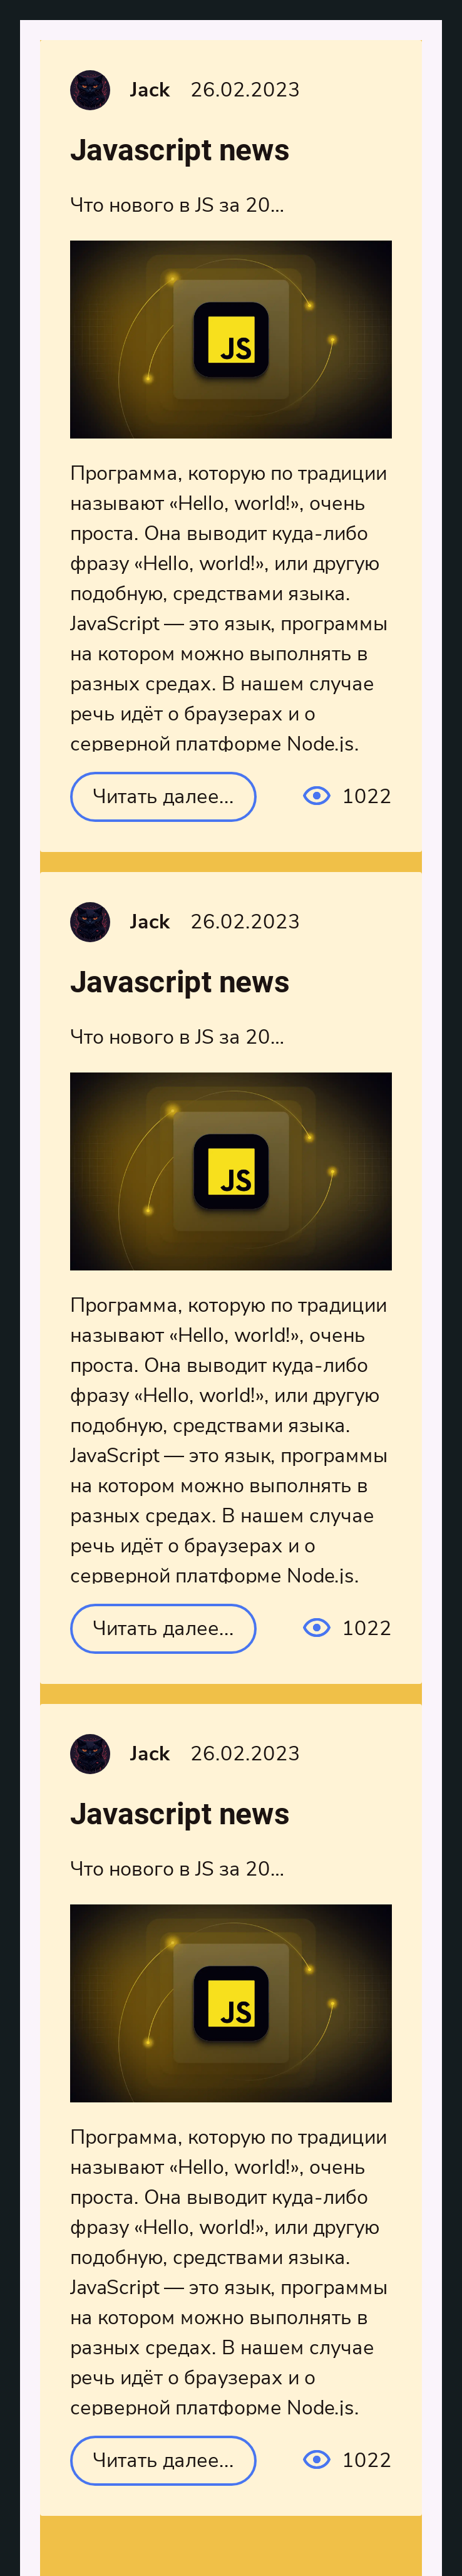 Jack 26.02.2023
Javascript news
Что нового в JS за 20...
JS
Программа, которую по традиции
называют «Hello, world!», очень
проста. Она выводит куда-либо
фразу «Hello, world!», или другую
подобную, средствами языка.
JavaScript — это язык, программы
на котором можно выполнять в
разных средах. В нашем случае
речь идёт о браузерах и о
серверной платформе Node.js.
Читать далее... 1022
Jack 26.02.2023
Javascript news
Что нового в JS за 20...
JS
Программа, которую по традиции
называют «Hello, world!», очень
проста. Она выводит куда-либо
фразу «Hello, world!», или другую
подобную, средствами языка.
JavaScript — это язык, программы
на котором можно выполнять в
разных средах. В нашем случае
речь идёт о браузерах и о
серверной платформе Node.js.
Читать далее... 1022
Jack 26.02.2023
Javascript news
Что нового в JS за 20...
JS
Программа, которую по традиции
называют «Hello, world!», очень
проста. Она выводит куда-либо
фразу «Hello, world!», или другую
подобную, средствами языка.
JavaScript — это язык, программы
на котором можно выполнять в
разных средах. В нашем случае
речь идёт о браузерах и о
серверной платформе Node.js.
Читать далее... 1022